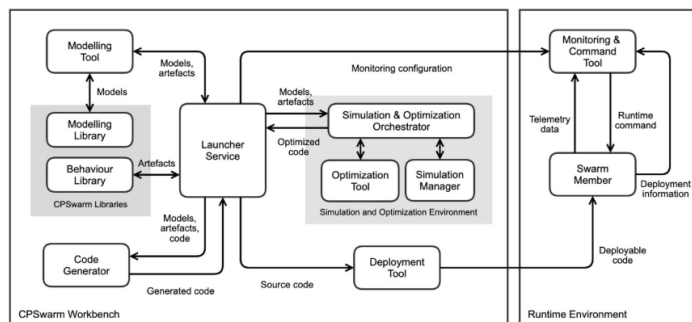 Modelling
Tool
Models,
artefacts
Models
Modelling
Library
Behaviour
Library
CPSwarm Libraries
Artefacts
Launcher
Service
Models,
artefacts,
code
Code
Generator
Generated code
Models,
artefacts
Optimized
code
Simulation & Optimization
Orchestrator
Optimization
Tool
Simulation
Manager
Simulation and Optimization Environment
Source code
Deployment
Tool
CPSwarm Workbench
Monitoring configuration
Monitoring &
Command
Tool
Telemetry
data
Runtime
command
Swarm
Member
Deployment
information
Deployable
code
Runtime Environment